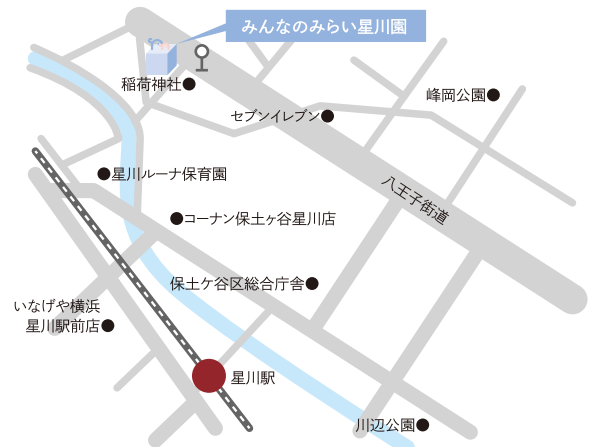 みんなのみらい星川園
稲荷神社
セブンイレブン
峰岡公園
星川ルーナ保育園
八王子街道
コーナン保土ヶ谷星川店
保土ケ谷区総合庁舎
いなげや横浜
星川駅前店
星川駅
川辺公園